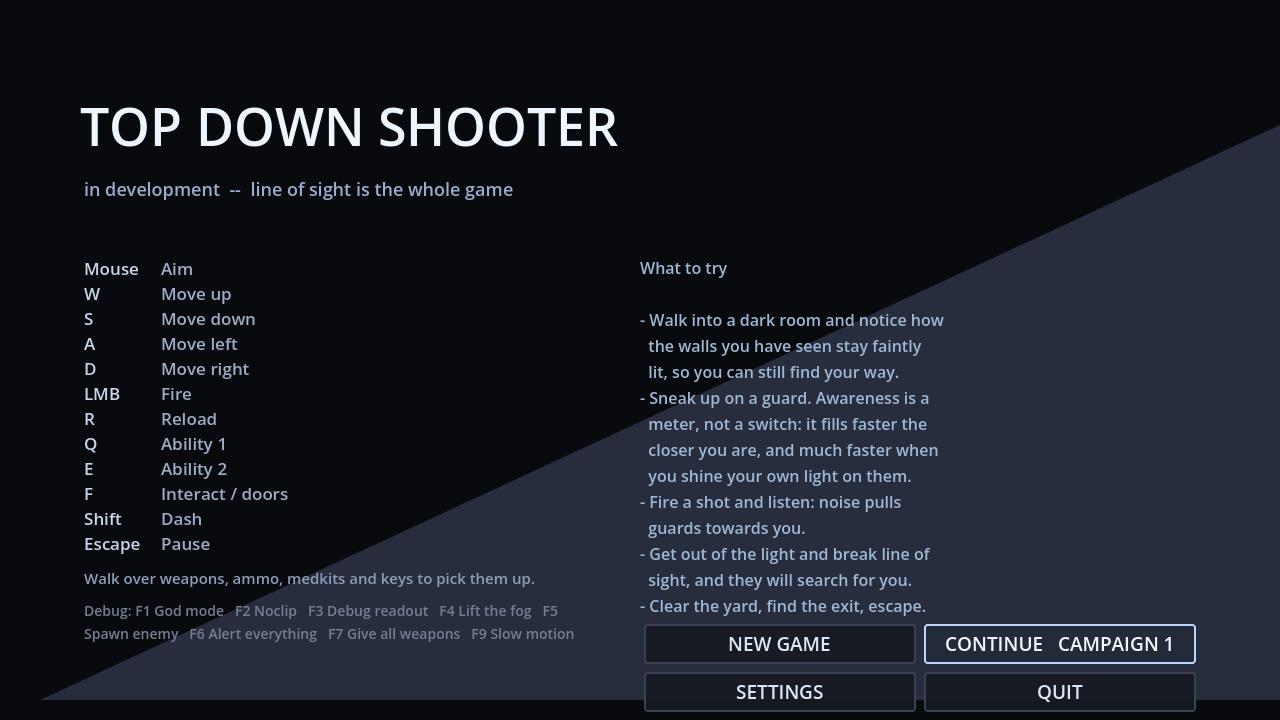 TOP DOWN SHOOTER
in development -- line of sight is the whole game
Mouse Aim
W Move up
S Move down
A Move left
D Move right
LMB Fire
R Reload
Q Ability 1
E Ability 2
F Interact / doors
Shift Dash
Escape Pause
Walk over weapons, ammo, medkits and keys to pick them up.
Debug: F1 God mode F2 Noclip F3 Debug readout F4 Lift the fog F5
Spawn enemy F6 Alert everything F7 Give all weapons F9 Slow motion
What to try
- Walk into a dark room and notice how
the walls you have seen stay faintly
lit, so you can still find your way.
- Sneak up on a guard. Awareness is a
meter, not a switch: it fills faster the
closer you are, and much faster when
you shine your own light on them.
- Fire a shot and listen: noise pulls
guards towards you.
- Get out of the light and break line of
sight, and they will search for you.
- Clear the yard, find the exit, escape.
NEW GAME
CONTINUE CAMPAIGN 1
SETTINGS
QUIT